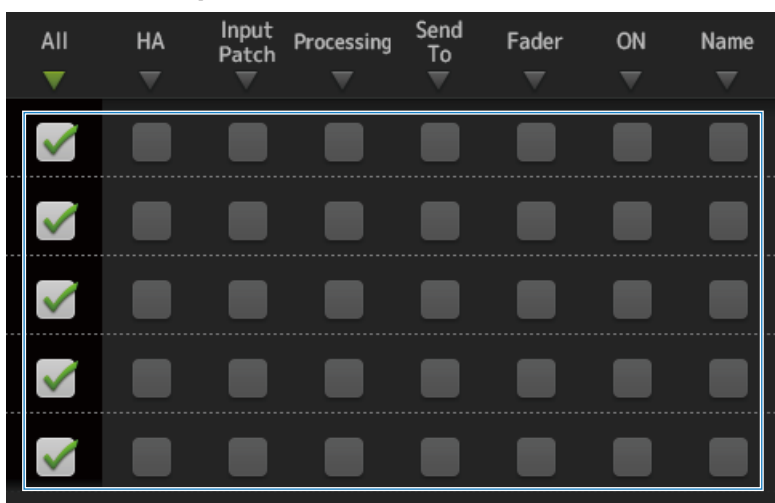 All
HA
Input
Patch
Processing
Send
To
Fader
ON
Name